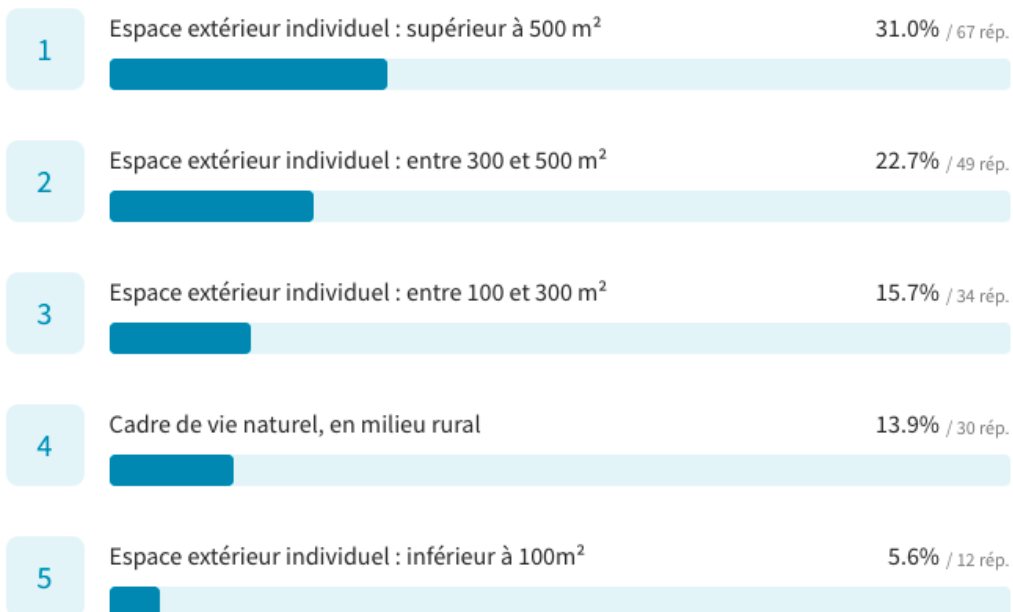 1
Espace extérieur individuel : supérieur à 500 m² 31.0% / 67 rép.
2
Espace extérieur individuel : entre 300 et 500 m² 22.7% / 49 rép.
3
Espace extérieur individuel : entre 100 et 300 m² 15.7% / 34 rép.
4
Cadre de vie naturel, en milieu rural 13.9% / 30 rép.
5
Espace extérieur individuel : inférieur à 100m² 5.6% / 12 rép.